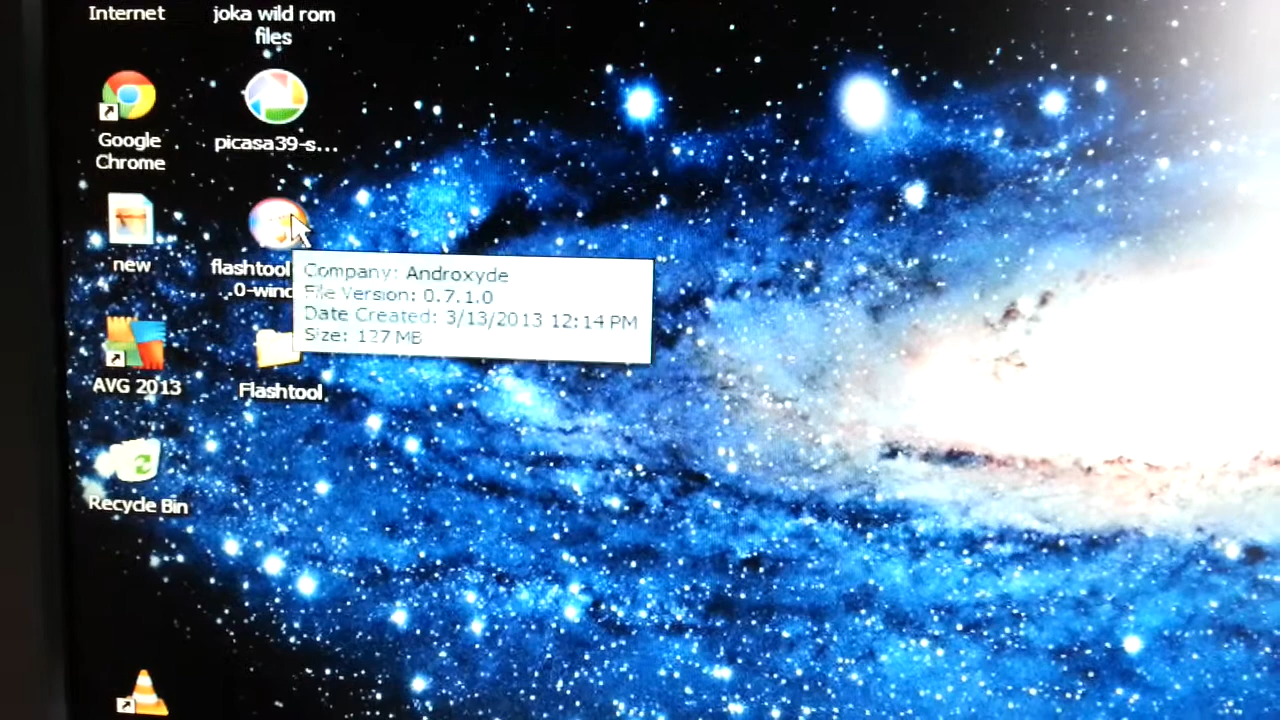 Internet
joka wild rom
files
Google
Chrome
picasa39-s...
new
flashtool
.0-wind
Company: Androxyde
File Version: 0.7.1.0
Date Created: 3/13/2013 12:14 PM
Size: 127 MB
AVG 2013
Flashtool
Recycle Bin